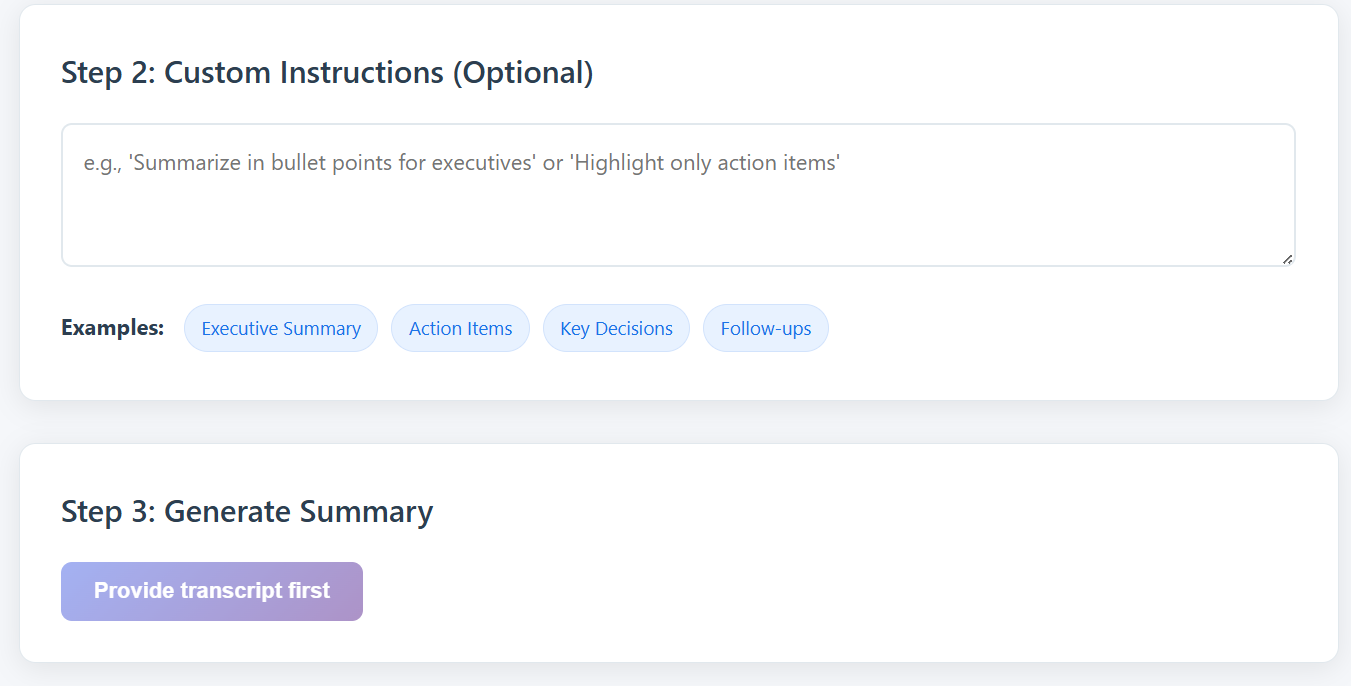 Step 2: Custom Instructions (Optional)
e.g., 'Summarize in bullet points for executives' or 'Highlight only action items'
Examples: Executive Summary Action Items Key Decisions Follow-ups
Step 3: Generate Summary
Provide transcript first